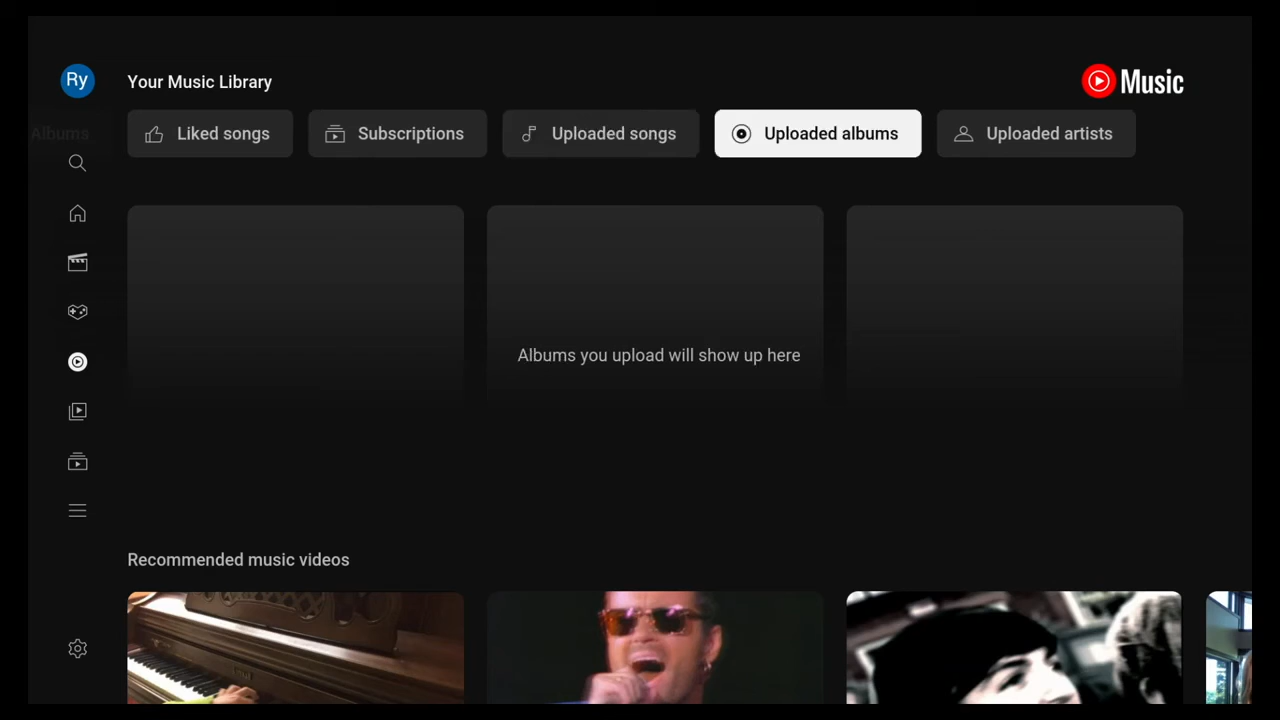 Ry
Your Music Library
Music
Albums
Liked songs
Subscriptions
Uploaded songs
Uploaded albums
Uploaded artists
Albums you upload will show up here
Recommended music videos